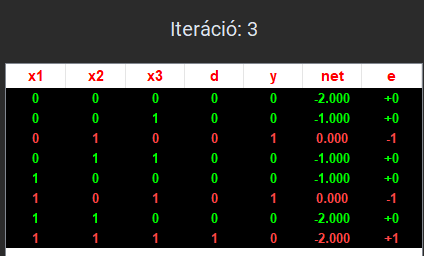 Iteráció: 3
x1 x2 x3 d y net e
0 0 0 0 0 -2.000 +0
0 0 1 0 0 -1.000 +0
0 1 0 0 1 0.000 -1
0 1 1 0 0 -1.000 +0
1 0 0 0 0 -1.000 +0
1 0 1 0 1 0.000 -1
1 1 0 0 0 -2.000 +0
1 1 1 1 0 -2.000 +1